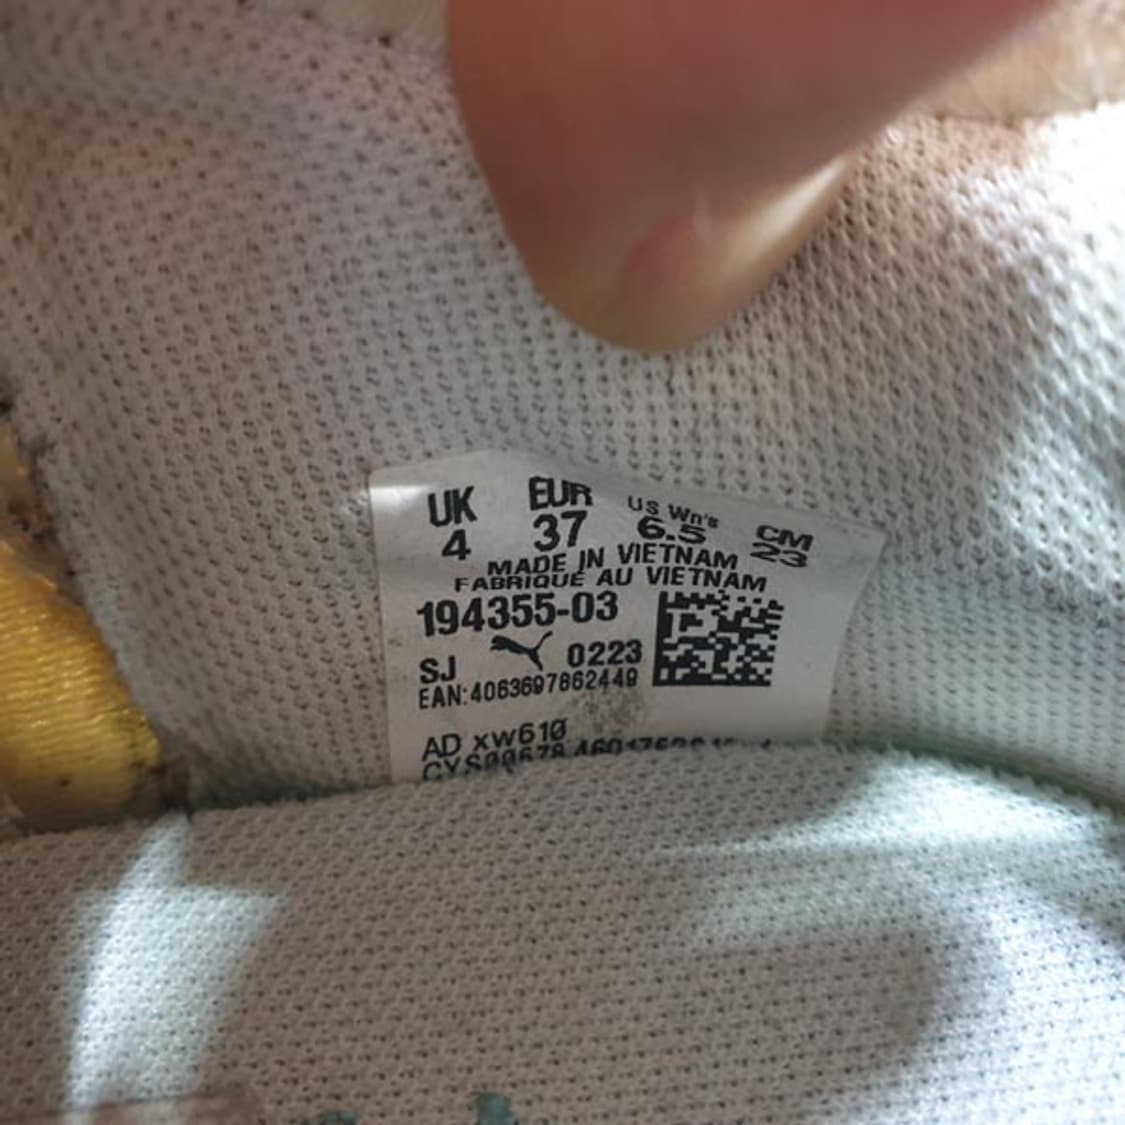 UK EUR US Wn's CM
4 37 6.5 23
MADE IN VIETNAM
FABRIQUÉ AU VIETNAM
194355-03
SJ 0223
EAN:4063697862449
AD xw610